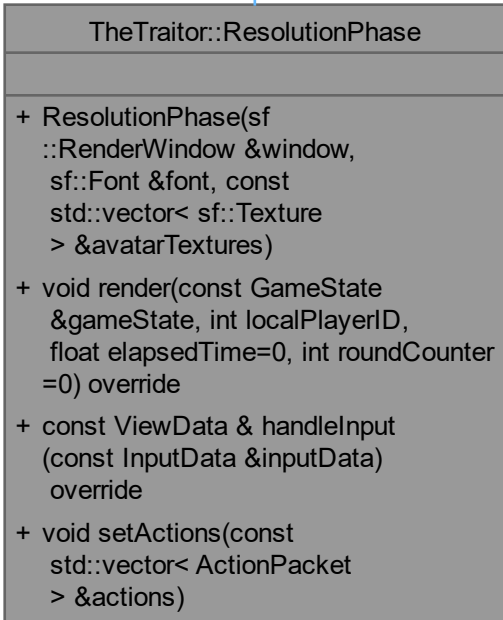 TheTraitor::ResolutionPhase
+ ResolutionPhase(sf
::RenderWindow &window,
sf::Font &font, const
std::vector< sf::Texture
> &avatarTextures)
+ void render(const GameState
&gameState, int localPlayerID,
float elapsedTime=0, int roundCounter
=0) override
+ const ViewData & handleInput
(const InputData &inputData)
override
+ void setActions(const
std::vector< ActionPacket
> &actions)